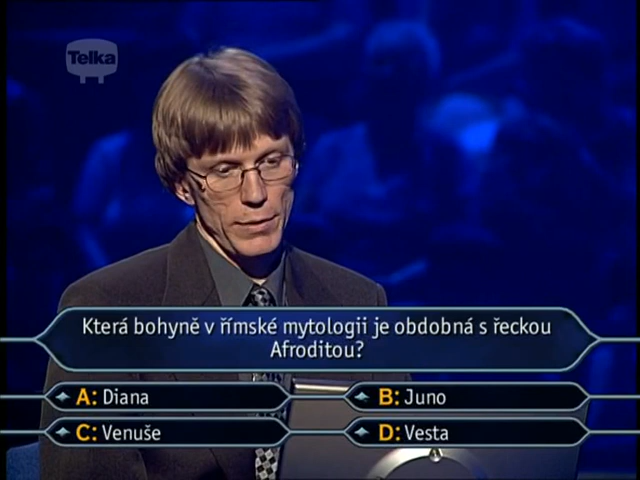 Telka
Která bohyně v římské mytologii je obdobná s řeckou
Afroditou?
A: Diana
B: Juno
C: Venuše
D: Vesta